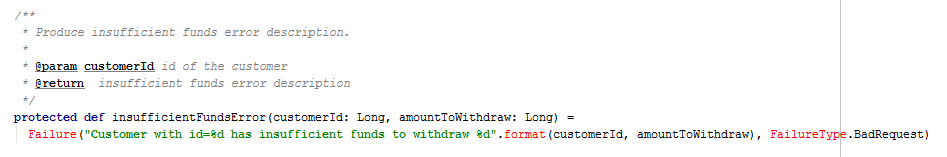 /**
 * Produce insufficient funds error description.
 *
 * @param customerId id of the customer
 * @return  insufficient funds error description
 */
protected def insufficientFundsError(customerId: Long, amountToWithdraw: Long) =
  Failure("Customer with id=%d has insufficient funds to withdraw %d".format(customerId, amountToWithdraw), FailureType.BadRequest)